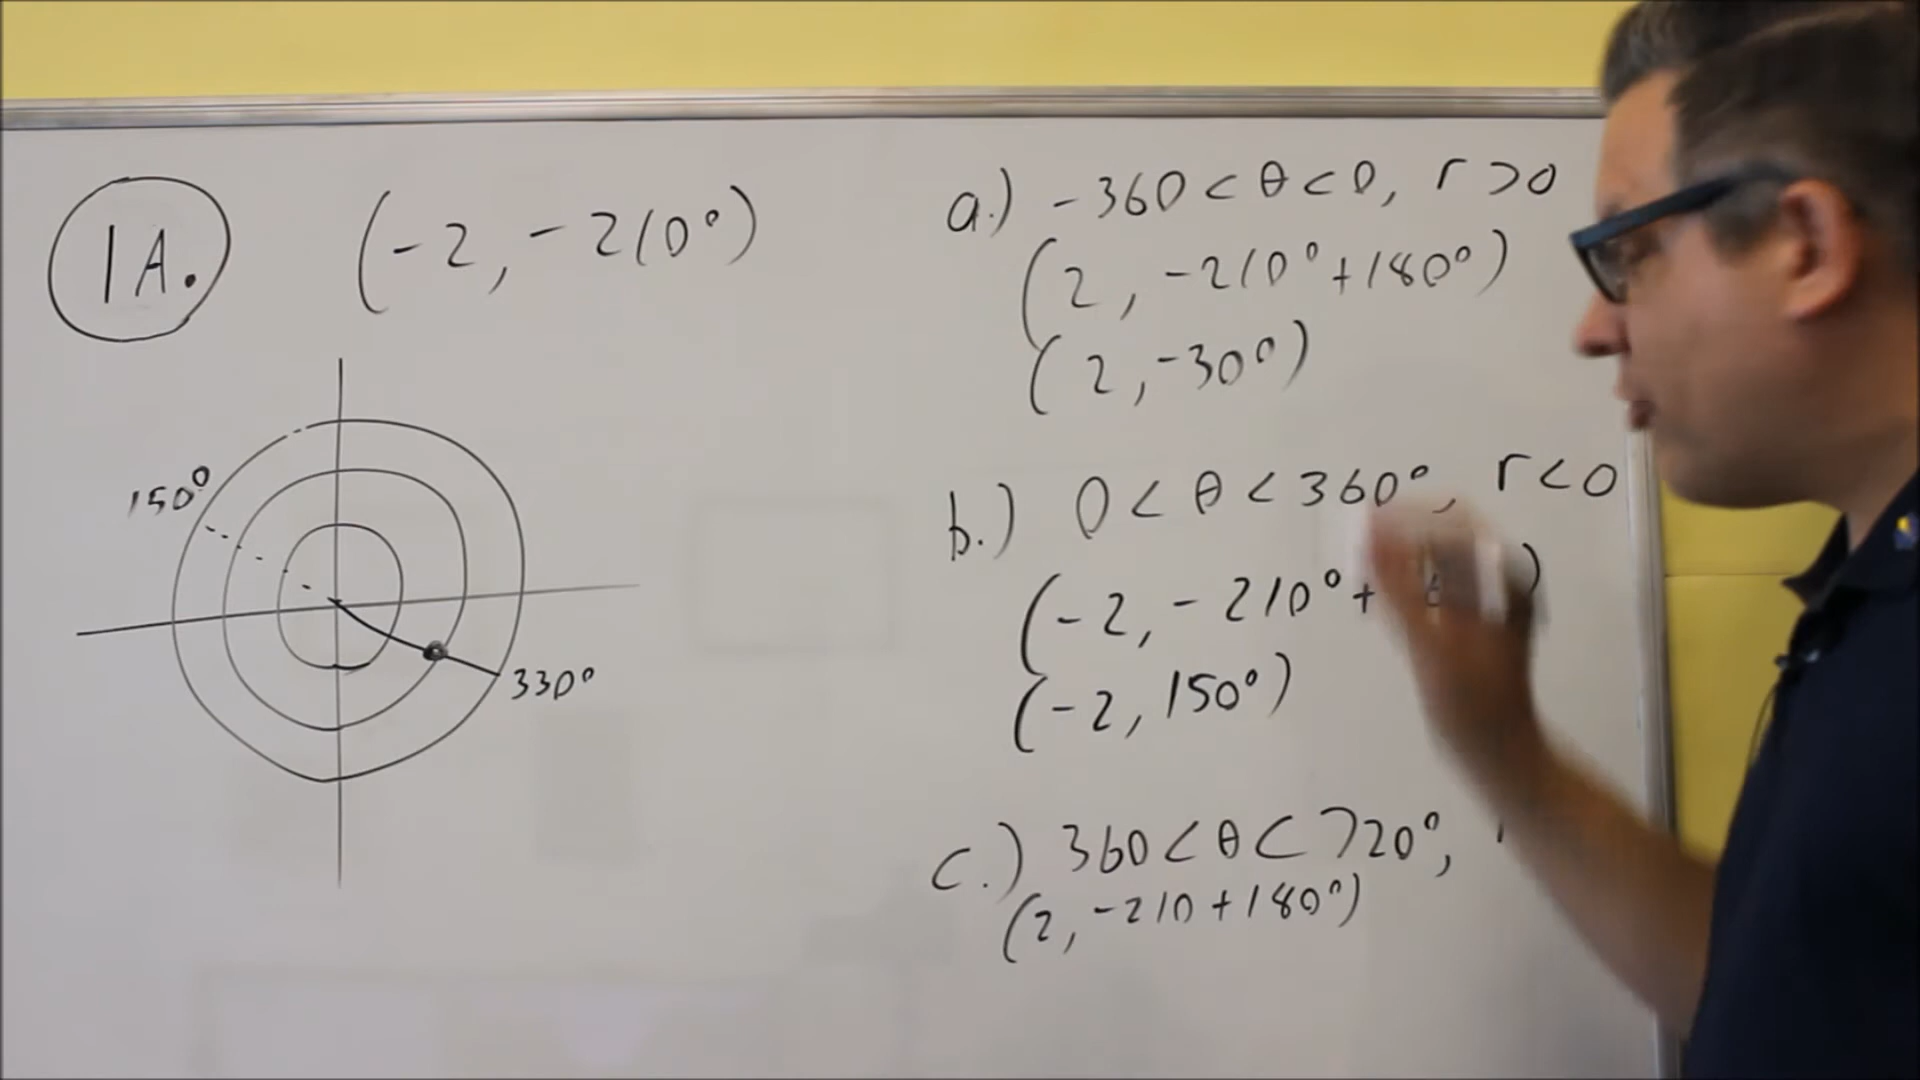 1A.
(-2, -210°)
150°
330°
a.) -360 < θ < 0, r > 0
(2, -210° + 180°)
(2, -30°)
b.) 0 < θ < 360°, r < 0
(-2, -210° + )
(-2, 150°)
c.) 360 < θ < 720°,
(2, -210 + 180°)